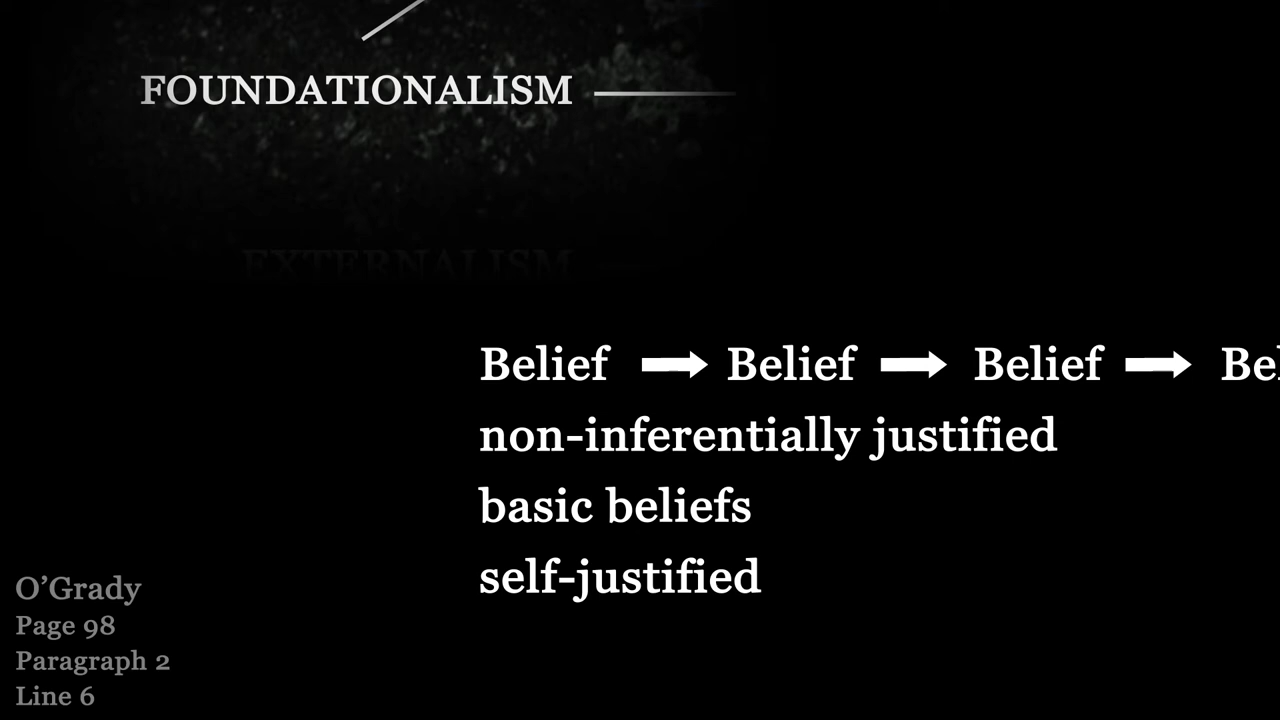 FOUNDATIONALISM
EXTERNALISM
Belief Belief Belief Bel
non-inferentially justified
basic beliefs
self-justified
O’Grady
Page 98
Paragraph 2
Line 6